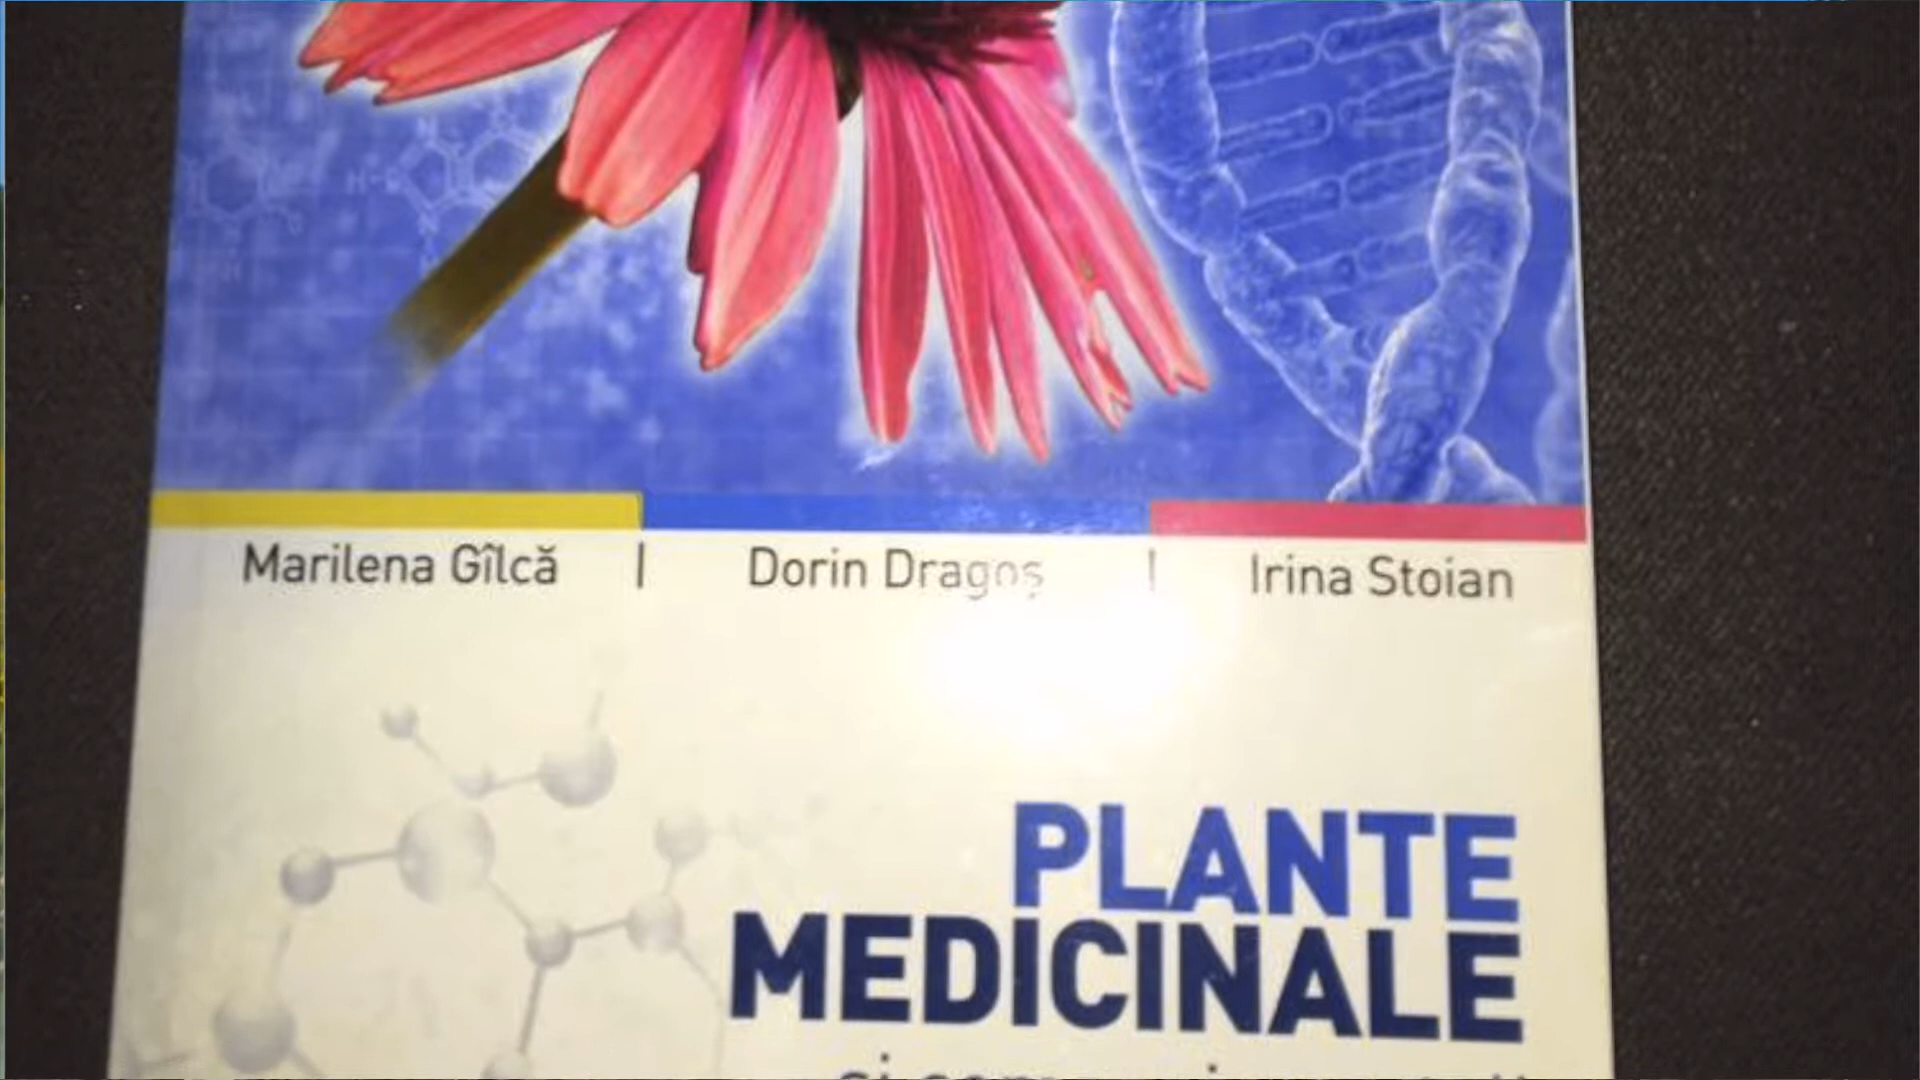 Marilena Gîlcă | Dorin Dragoș | Irina Stoian
PLANTE
MEDICINALE